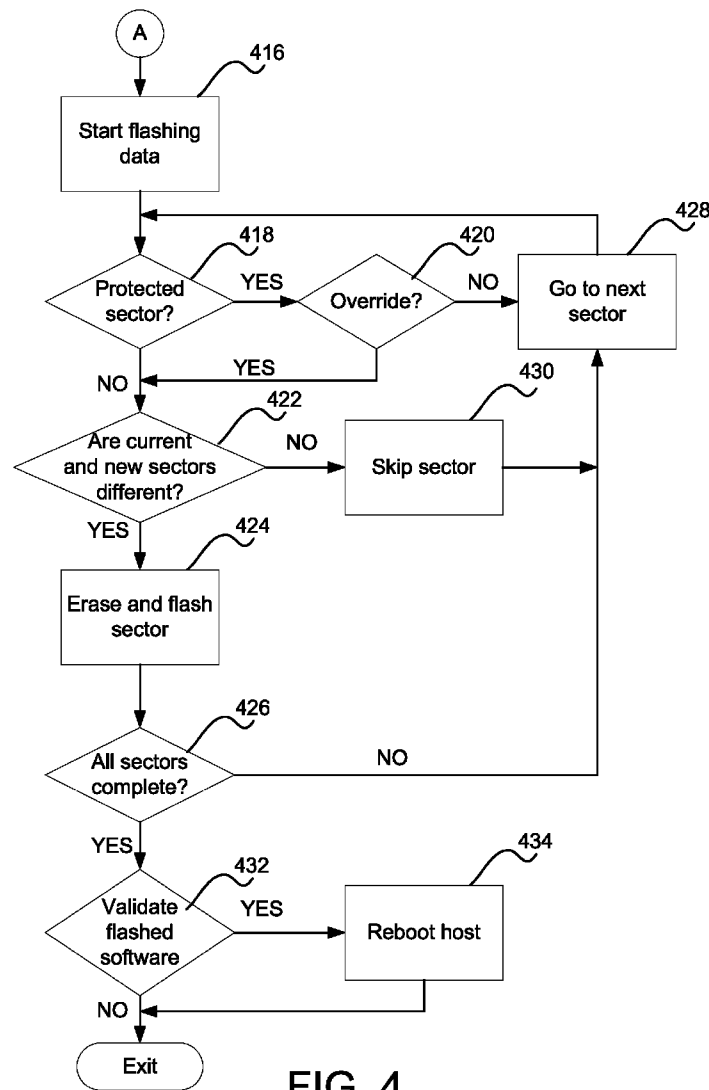 A
416
Start flashing
data
418
Protected
sector?
YES
420
Override?
NO
428
Go to next
sector
YES
NO
422
Are current
and new sectors
different?
NO
430
Skip sector
YES
424
Erase and flash
sector
426
All sectors
complete?
NO
YES
432
Validate
flashed
software
YES
434
Reboot host
NO
Exit
FIG. 4